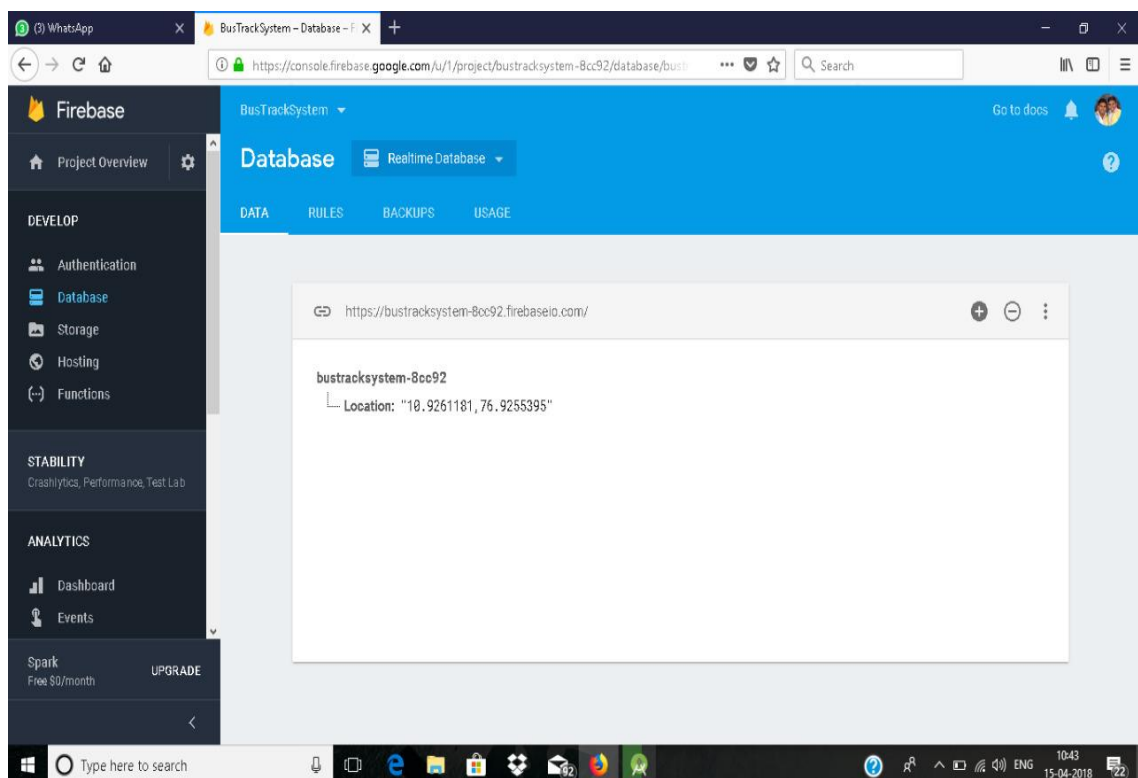 (3) WhatsApp
BusTrackSystem – Database – F
https://console.firebase.google.com/u/1/project/bustracksystem-8cc92/database/bust
Search
Firebase
BusTrackSystem
Go to docs
Project Overview
Database
Realtime Database
DATA RULES BACKUPS USAGE
DEVELOP
Authentication
Database
Storage
Hosting
Functions
https://bustracksystem-8cc92.firebaseio.com/
bustracksystem-8cc92
Location: "10.9261181,76.9255395"
STABILITY
Crashlytics, Performance, Test Lab
ANALYTICS
Dashboard
Events
Spark
Free $0/month
UPGRADE
Type here to search
92
ENG
10:43
15-04-2018
22